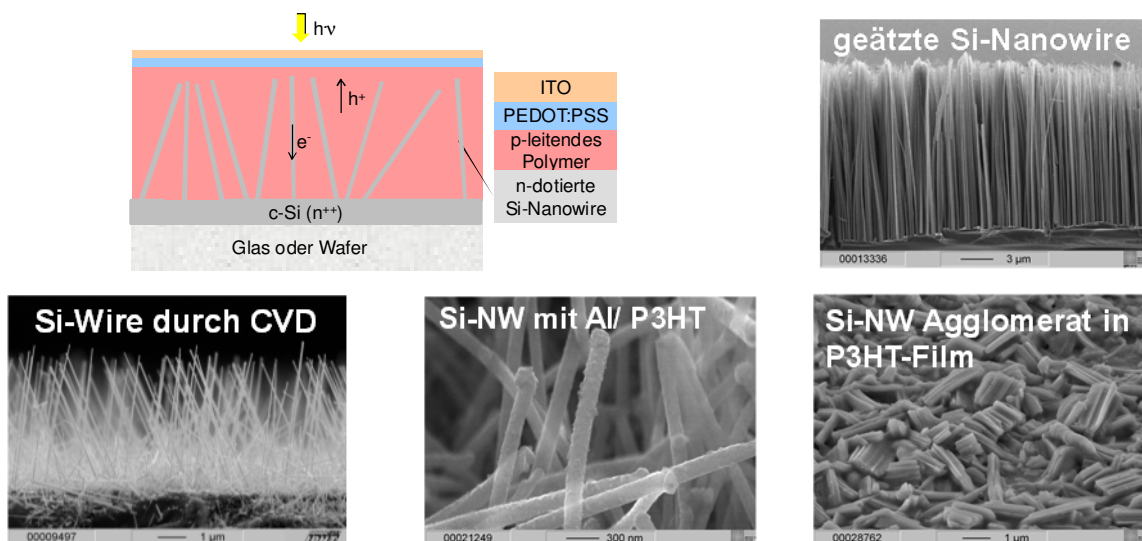 h·ν
h⁺
e⁻
c-Si (n⁺⁺)
Glas oder Wafer
ITO
PEDOT:PSS
p-leitendes
Polymer
n-dotierte
Si-Nanowire
geätzte Si-Nanowire
00013336
3 µm
Si-Wire durch CVD
00009497
1 µm
Si-NW mit Al/ P3HT
00021249
300 nm
Si-NW Agglomerat in
P3HT-Film
00028762
1 µm